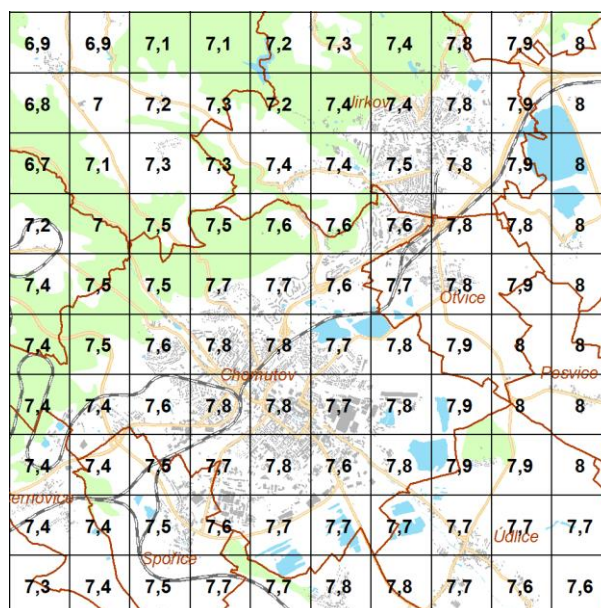 6,9 6,9 7,1 7,1 7,2 7,3 7,4 7,8 7,9 8
6,8 7 7,2 7,3 7,2 7,4 7,4 7,8 7,9 8
Jirkov
6,7 7,1 7,3 7,3 7,4 7,4 7,5 7,8 7,9 8
7,2 7 7,5 7,5 7,6 7,6 7,6 7,8 7,8 8
7,4 7,5 7,5 7,7 7,7 7,6 7,7 7,8 7,9 8
Otvice
7,4 7,5 7,6 7,8 7,8 7,7 7,8 7,9 8 8
Chomutov Pesvice
7,4 7,4 7,6 7,8 7,8 7,7 7,8 7,9 8 8
7,4 7,4 7,5 7,7 7,8 7,6 7,8 7,9 7,9 8
ernovice
7,4 7,4 7,5 7,6 7,7 7,7 7,7 7,7 7,7 7,7
Spořice Údlice
7,3 7,4 7,5 7,7 7,7 7,8 7,8 7,7 7,6 7,6